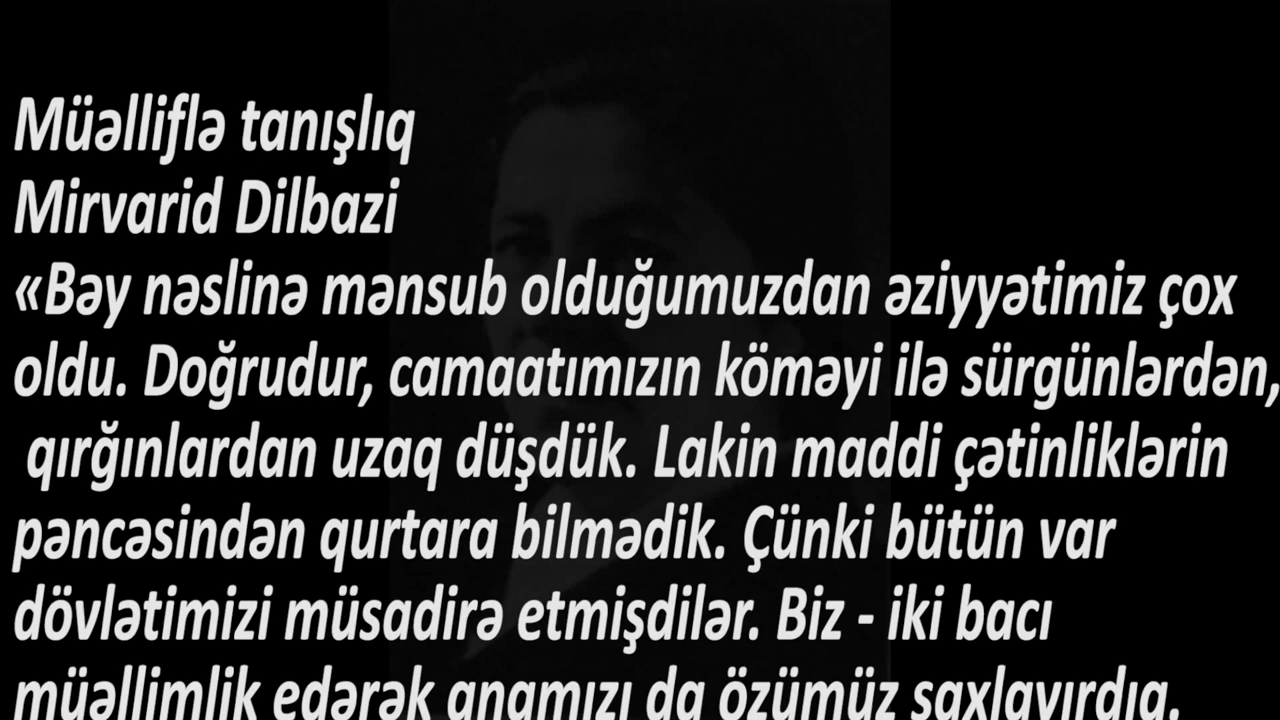 Müəlliflə tanışlıq
Mirvarid Dilbazi
«Bəy nəslinə mənsub olduğumuzdan əziyyətimiz çox
oldu. Doğrudur, camaatımızın köməyi ilə sürgünlərdən,
qırğınlardan uzaq düşdük. Lakin maddi çətinliklərin
pəncəsindən qurtara bilmədik. Çünki bütün var
dövlətimizi müsadirə etmişdilər. Biz - iki bacı
müəllimlik edərək anamızı da özümüz saxlayırdıq.